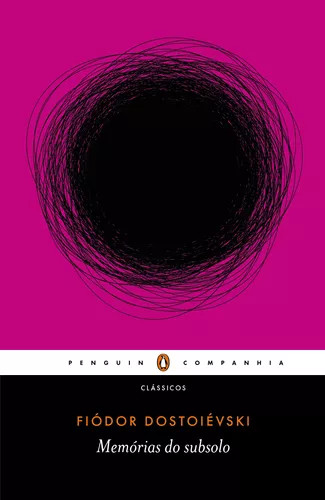 PENGUIN COMPANHIA
CLÁSSICOS
FIÓDOR DOSTOIÉVSKI
Memórias do subsolo